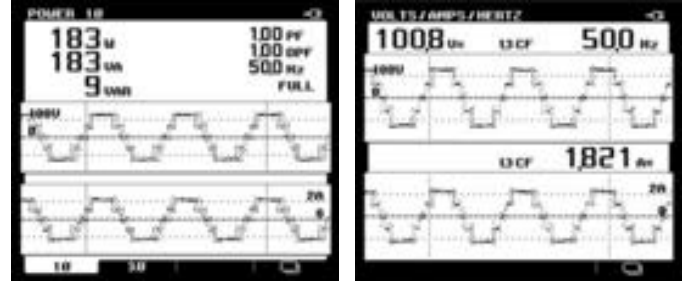 POWER 1Ø
183 W
1.00 PF
183 VA
1.00 DPF
50.0 Hz
9 VAR
FULL
100V
0
2A
0
1Ø 3Ø
VOLTS/AMPS/HERTZ
100,8 V≃
1.3 CF
50,0 Hz
100V
0
1.3 CF
1,821 A≃
2A
0